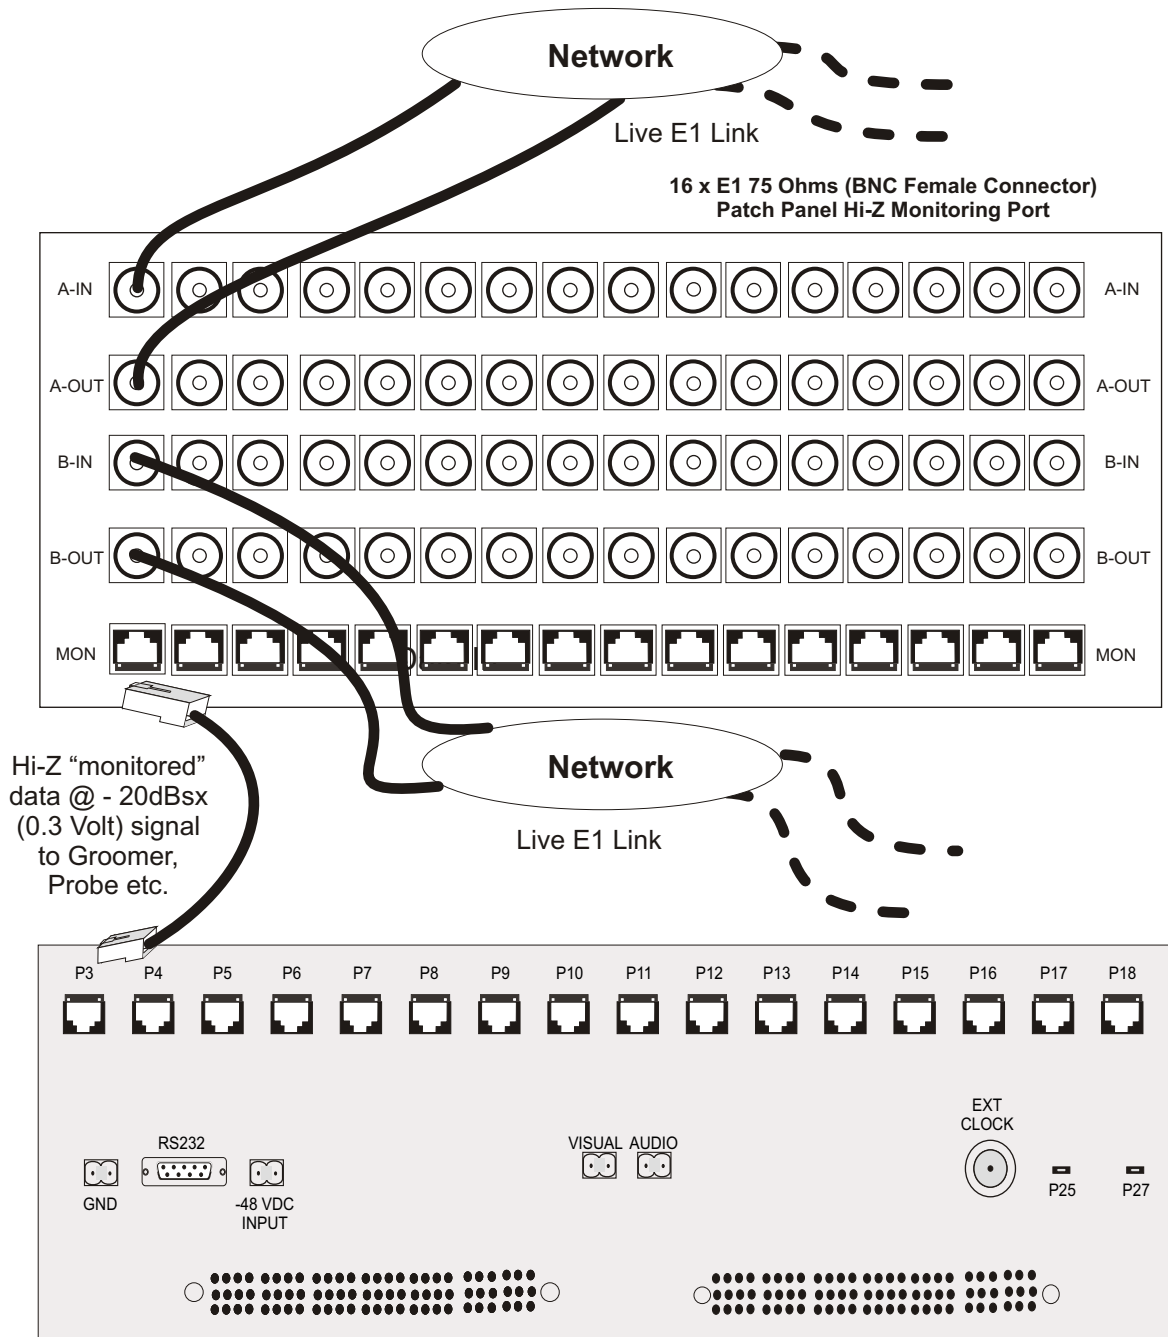 Network
Live E1 Link
16 x E1 75 Ohms (BNC Female Connector)
Patch Panel Hi-Z Monitoring Port
A-IN A-IN
A-OUT A-OUT
B-IN B-IN
B-OUT B-OUT
MON MON
Hi-Z “monitored”
data @ - 20dBsx
(0.3 Volt) signal
to Groomer,
Probe etc.
Network
Live E1 Link
P3 P4 P5 P6 P7 P8 P9 P10 P11 P12 P13 P14 P15 P16 P17 P18
EXT
CLOCK
RS232 VISUAL AUDIO
GND -48 VDC
INPUT
P25 P27